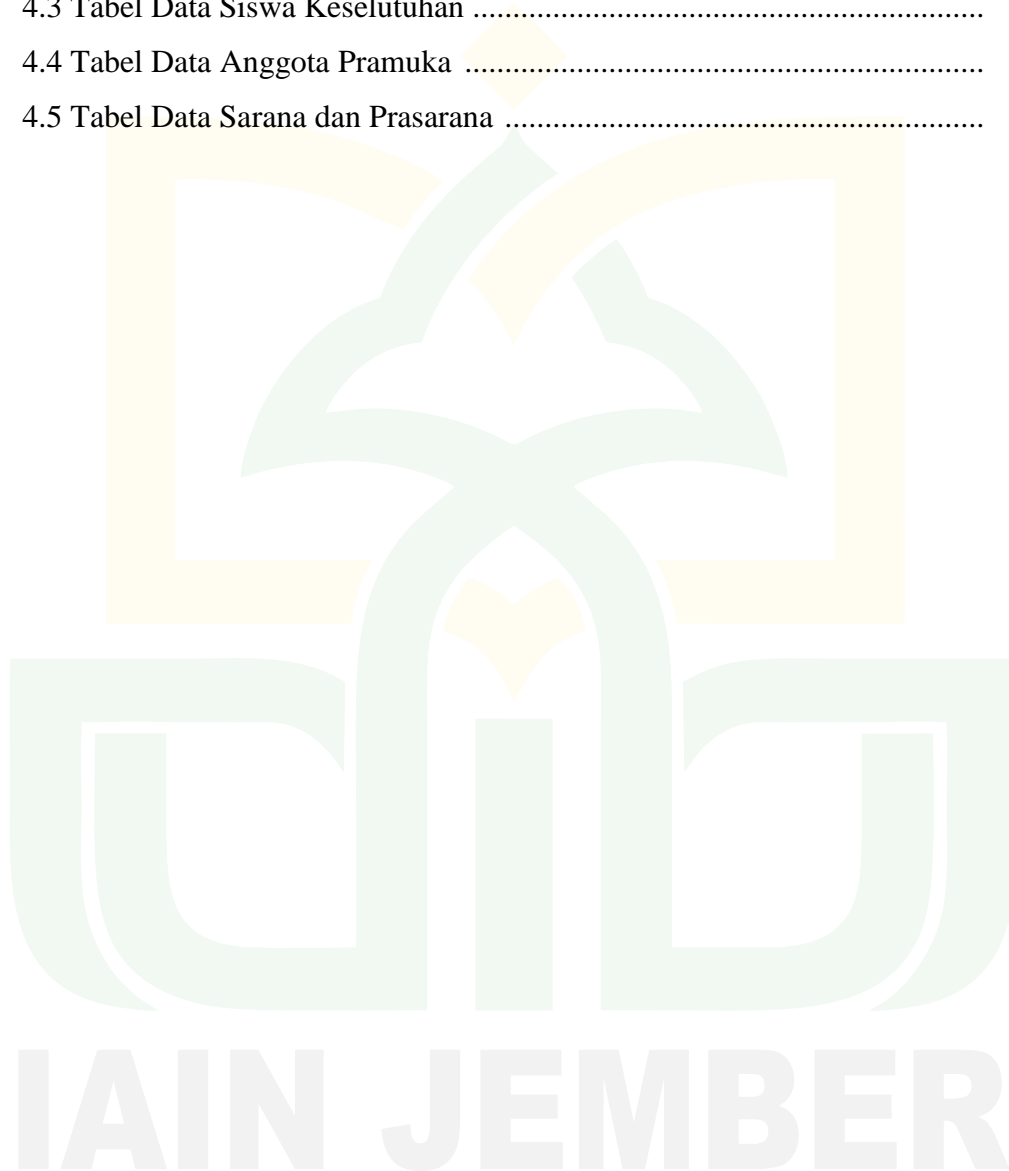 4.3 Tabel Data Siswa Keselutuhan ................................................................
4.4 Tabel Data Anggota Pramuka .................................................................
4.5 Tabel Data Sarana dan Prasarana ............................................................
IAIN JEMBER